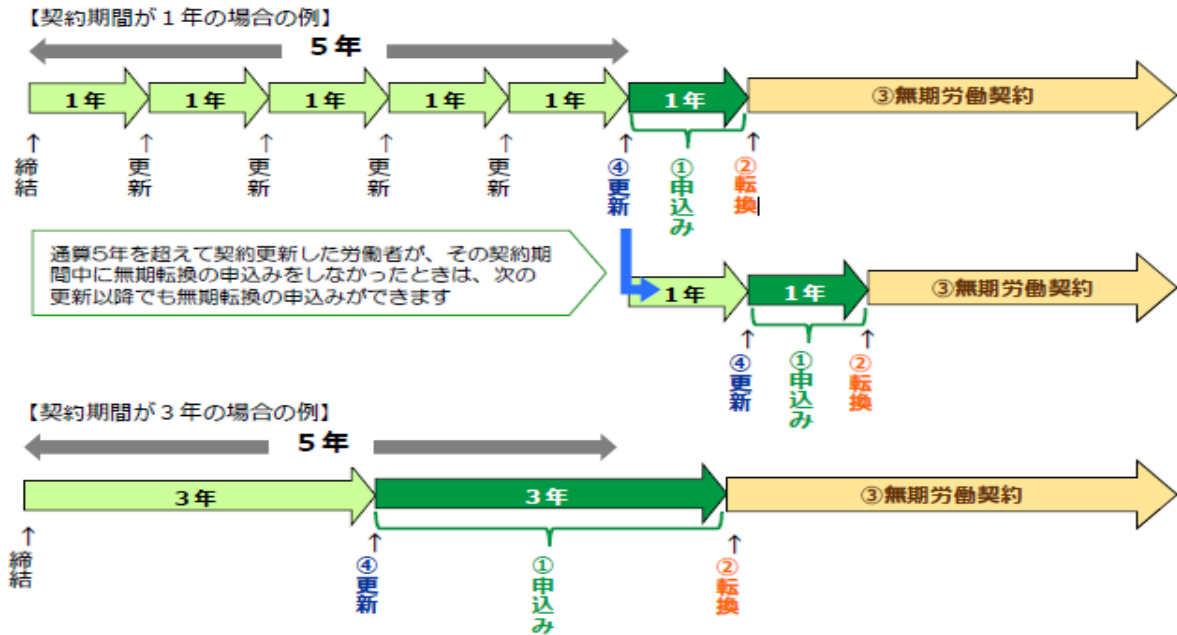 【契約期間が１年の場合の例】
５年
１年
１年
１年
１年
１年
１年
③無期労働契約
↑
締結
↑
更新
↑
更新
↑
更新
↑
更新
↑
④更新
①申込み
↑
②転換
通算5年を超えて契約更新した労働者が、その契約期
間中に無期転換の申込みをしなかったときは、次の
更新以降でも無期転換の申込みができます
１年
１年
③無期労働契約
↑
④更新
①申込み
↑
②転換
【契約期間が３年の場合の例】
５年
３年
３年
③無期労働契約
↑
締結
↑
④更新
①申込み
↑
②転換